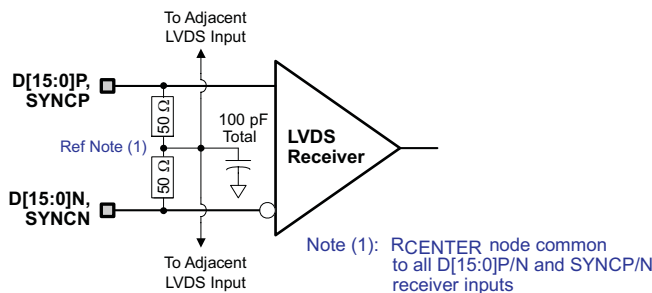 To Adjacent
LVDS Input
D[15:0]P,
SYNCP
50 Ω
100 pF
Total
LVDS
Receiver
Ref Note (1)
50 Ω
D[15:0]N,
SYNCN
To Adjacent
LVDS Input
Note (1): RCENTER node common
to all D[15:0]P/N and SYNCP/N
receiver inputs